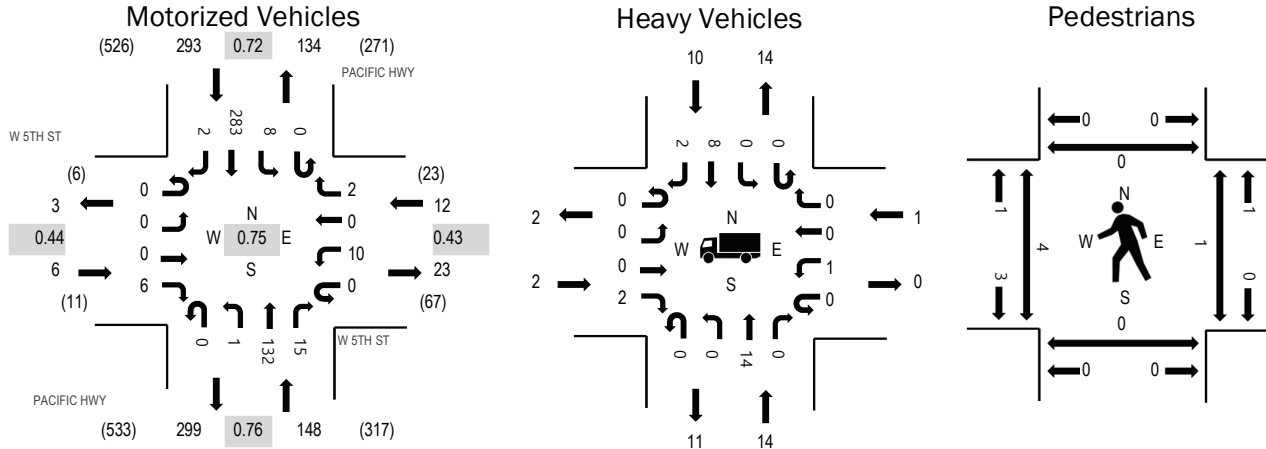 Motorized Vehicles
(526) 293 0.72 134 (271)
PACIFIC HWY
2 283 8 0
W 5TH ST
(6)
3
0.44
6
(11)
0
0
0
6
N
W 0.75 E
S
2
0
10
0
(23)
12
0.43
23
(67)
0 1 132 15
W 5TH ST
PACIFIC HWY
(533) 299 0.76 148 (317)
Heavy Vehicles
10 14
2 8 0 0
0
0
0
2
2
2
N
W E
S
0
0
1
0
1
0
0 0 14 0
11 14
Pedestrians
0 0
0
1
4
3
N
W E
S
1
1
0
0
0 0